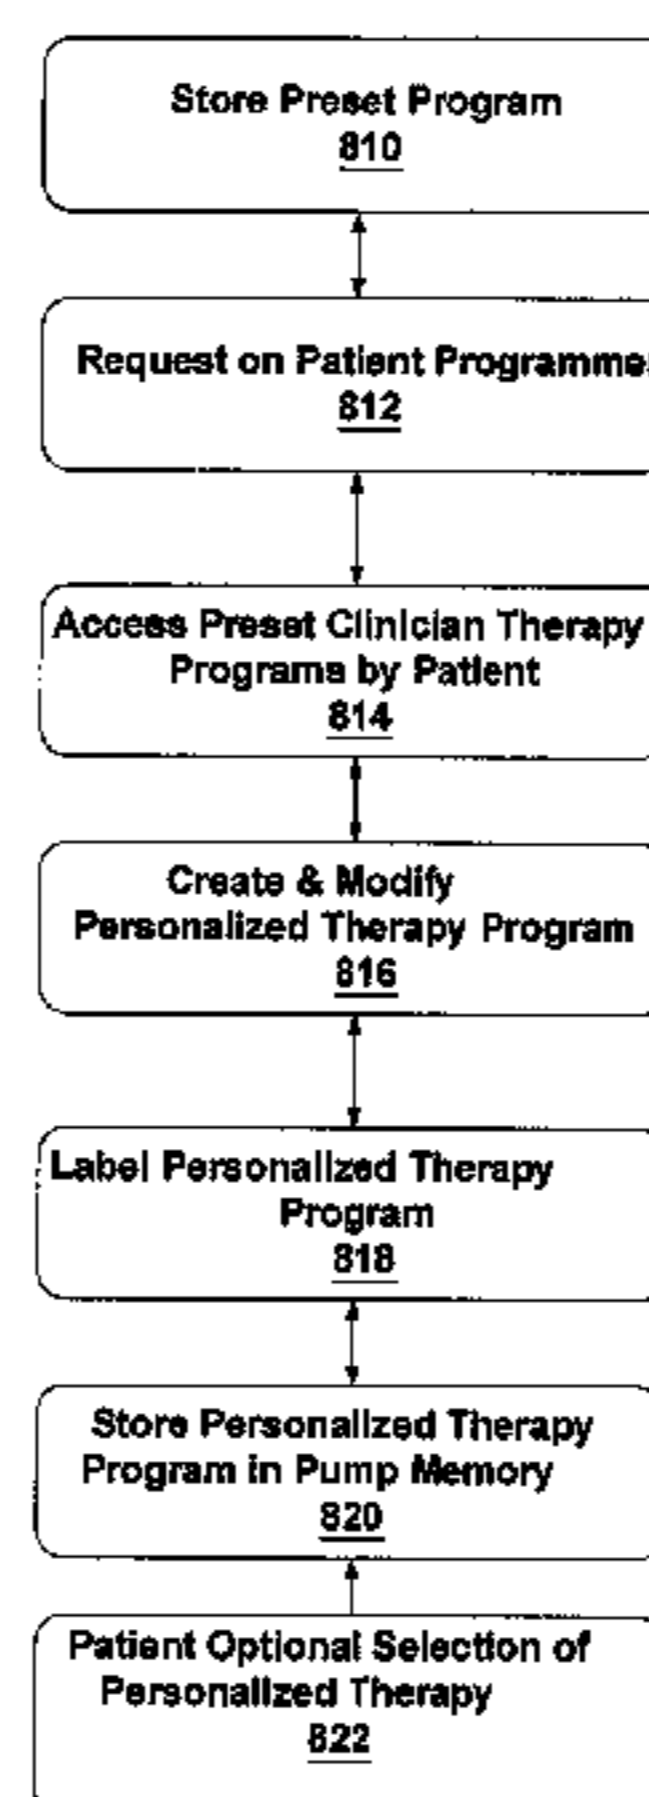 Store Preset Program
810
Request on Patient Programmer
812
Access Preset Clinician Therapy
Programs by Patient
814
Create & Modify
Personalized Therapy Program
816
Label Personalized Therapy
Program
818
Store Personalized Therapy
Program in Pump Memory
820
Patient Optional Selection of
Personalized Therapy
822